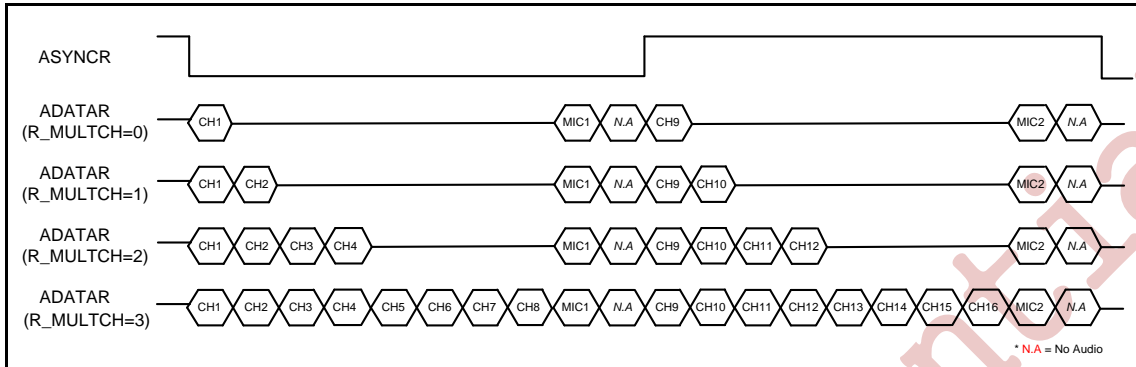 ASYNCR
ADATAR
(R_MULTCH=0)
CH1 MIC1 N.A CH9 MIC2 N.A
ADATAR
(R_MULTCH=1)
CH1 CH2 MIC1 N.A CH9 CH10 MIC2 N.A
ADATAR
(R_MULTCH=2)
CH1 CH2 CH3 CH4 MIC1 N.A CH9 CH10 CH11 CH12 MIC2 N.A
ADATAR
(R_MULTCH=3)
CH1 CH2 CH3 CH4 CH5 CH6 CH7 CH8 MIC1 N.A CH9 CH10 CH11 CH12 CH13 CH14 CH15 CH16 MIC2 N.A
* N.A = No Audio